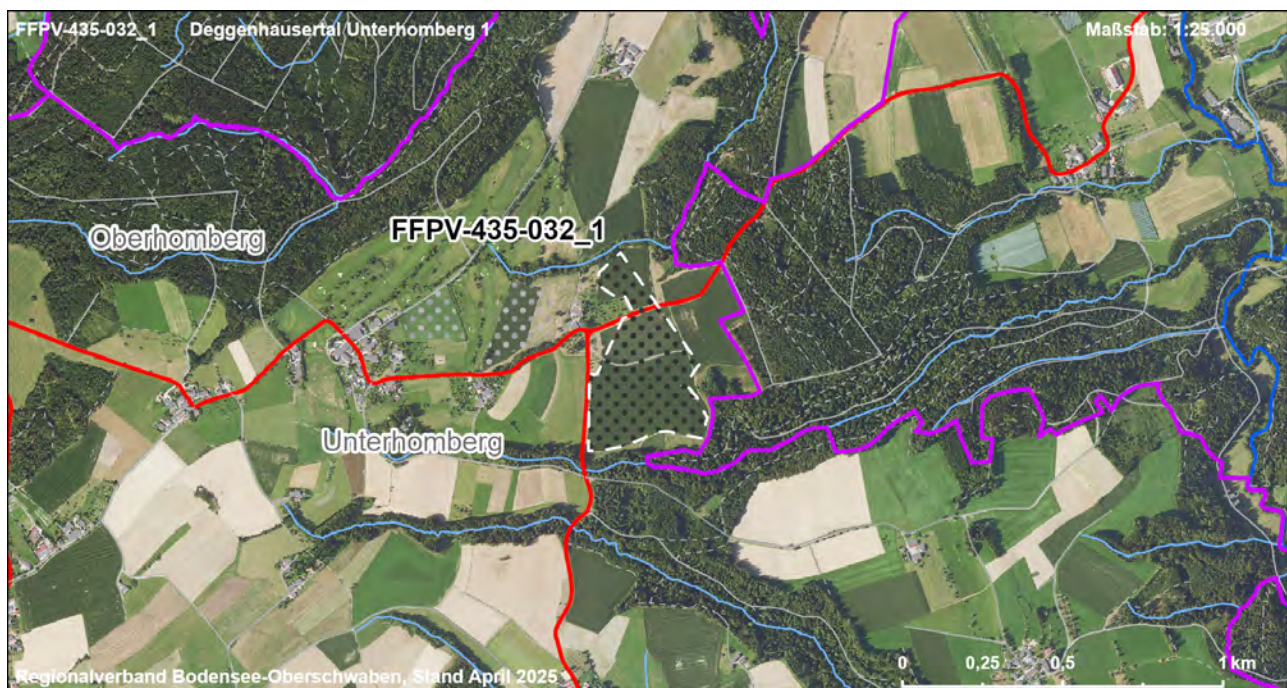 FFPV-435-032_1 Deggenhausertal Unterhomberg 1 Maßstab: 1:25.000
FFPV-435-032_1
Oberhomberg
Unterhomberg
0 0,25 0,5 1 km
Regionalverband Bodensee-Oberschwaben, Stand April 2025